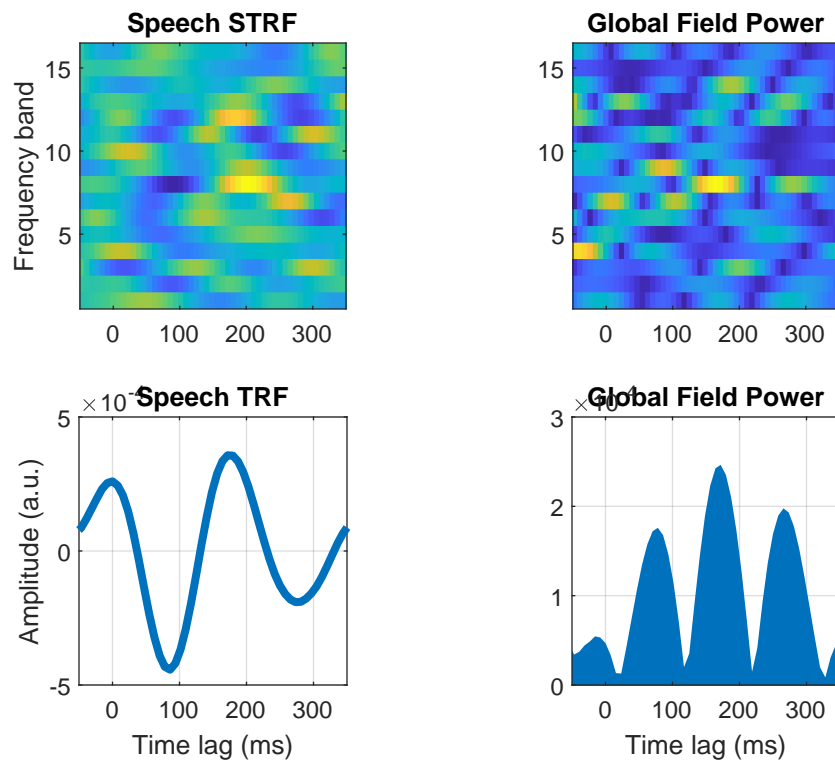 Speech STRF
Global Field Power
Frequency band
15
10
5
0 100 200 300
15
10
5
0 100 200 300
× 10^-4
Speech TRF
Global Field Power
Amplitude (a.u.)
5
0
-5
0 100 200 300
Time lag (ms)
3
2
1
0
0 100 200 300
Time lag (ms)